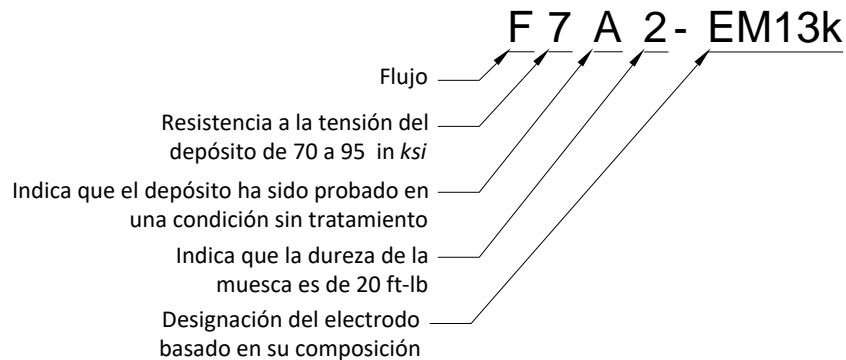 F 7 A 2 - EM13k
Flujo
Resistencia a la tensión del
depósito de 70 a 95 in ksi
Indica que el depósito ha sido probado en
una condición sin tratamiento
Indica que la dureza de la
muesca es de 20 ft-lb
Designación del electrodo
basado en su composición